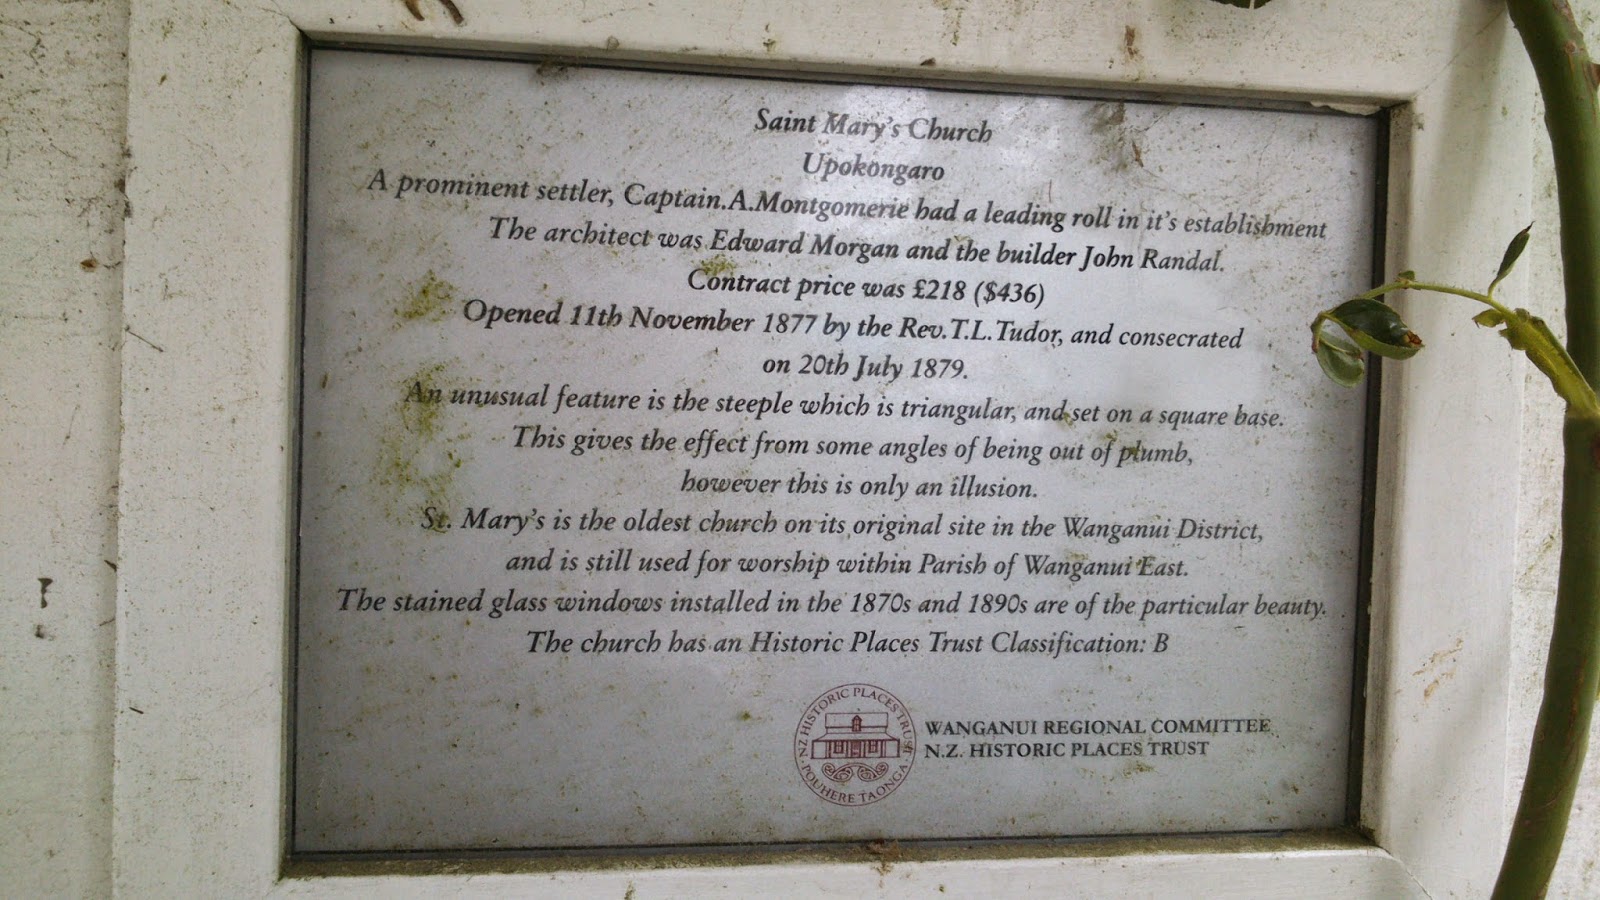 Saint Mary's Church
Upokongaro
A prominent settler, Captain.A.Montgomerie had a leading roll in it's establishment
The architect was Edward Morgan and the builder John Randal.
Contract price was £218 ($436)
Opened 11th November 1877 by the Rev.T.L.Tudor, and consecrated
on 20th July 1879.
An unusual feature is the steeple which is triangular, and set on a square base.
This gives the effect from some angles of being out of plumb,
however this is only an illusion.
St. Mary's is the oldest church on its original site in the Wanganui District,
and is still used for worship within Parish of Wanganui East.
The stained glass windows installed in the 1870s and 1890s are of the particular beauty.
The church has an Historic Places Trust Classification: B
NZ HISTORIC PLACES TRUST
POUHERE TAONGA
WANGANUI REGIONAL COMMITTEE
N.Z. HISTORIC PLACES TRUST